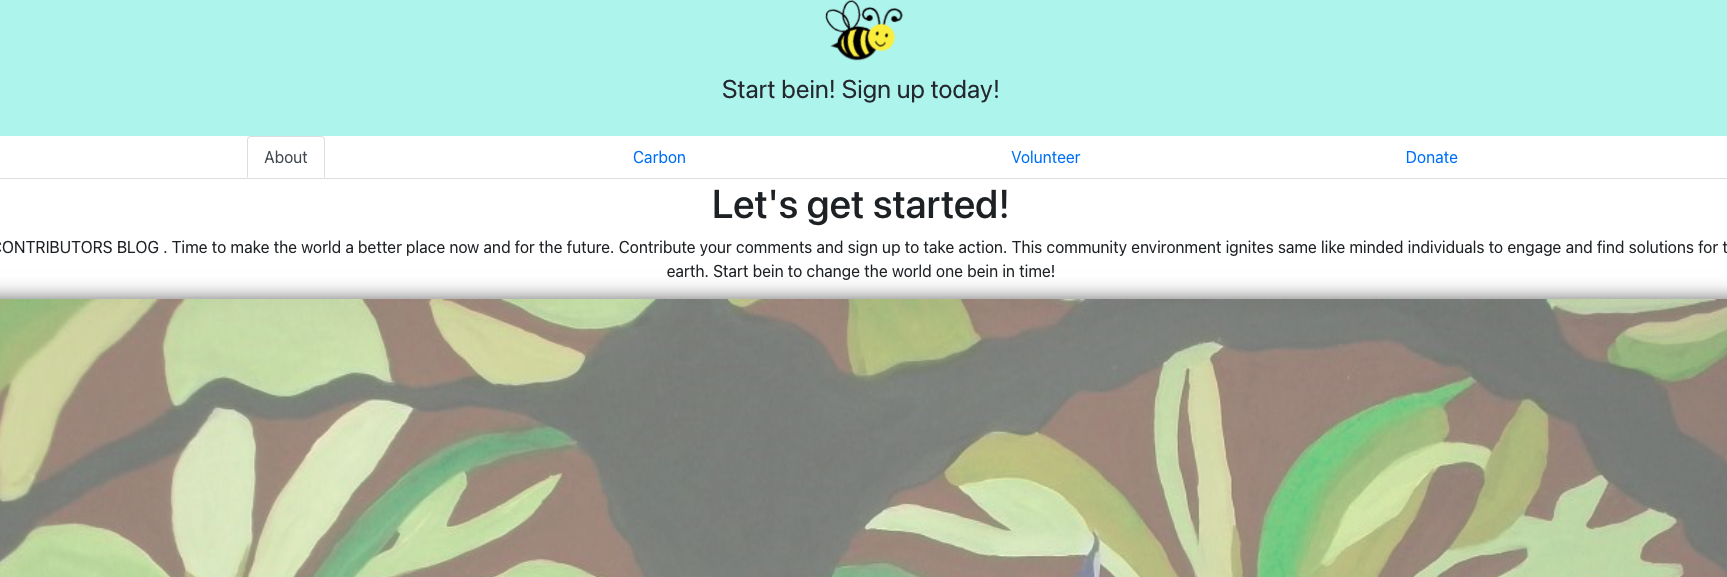 Start bein! Sign up today!
About Carbon Volunteer Donate
Let's get started!
CONTRIBUTORS BLOG . Time to make the world a better place now and for the future. Contribute your comments and sign up to take action. This community environment ignites same like minded individuals to engage and find solutions for
earth. Start bein to change the world one bein in time!